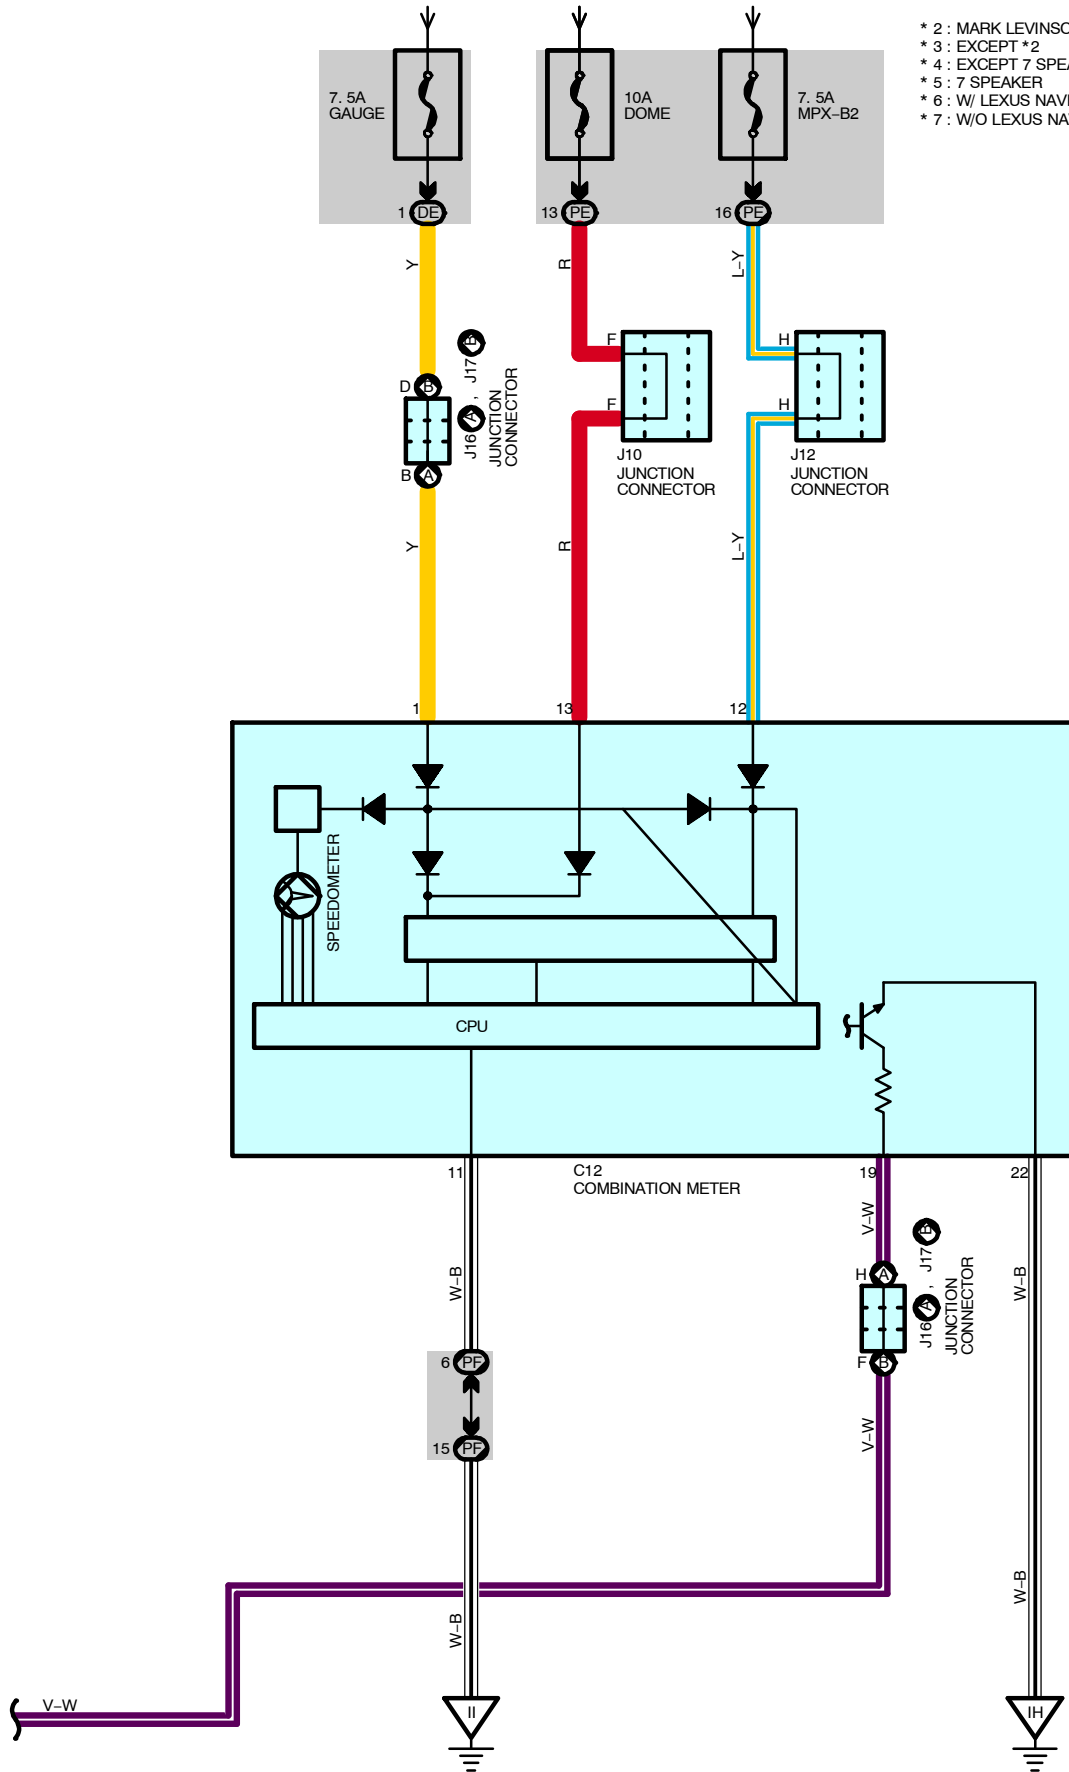 * 2 : MARK LEVINSO
* 3 : EXCEPT *2
* 4 : EXCEPT 7 SPEA
* 5 : 7 SPEAKER
* 6 : W/ LEXUS NAVI
* 7 : W/O LEXUS NA
7. 5A
GAUGE
10A
DOME
7. 5A
MPX-B2
1 DE
13 PE
16 PE
Y
R
L-Y
D B
B A
J16 A , J17 B
JUNCTION
CONNECTOR
F
F
J10
JUNCTION
CONNECTOR
H
H
J12
JUNCTION
CONNECTOR
Y
R
L-Y
1
13
12
SPEEDOMETER
CPU
11
C12
COMBINATION METER
19
22
V-W
H A
F B
J16 A , J17 B
JUNCTION
CONNECTOR
W-B
W-B
6 PF
15 PF
V-W
W-B
W-B
V-W
II
IH